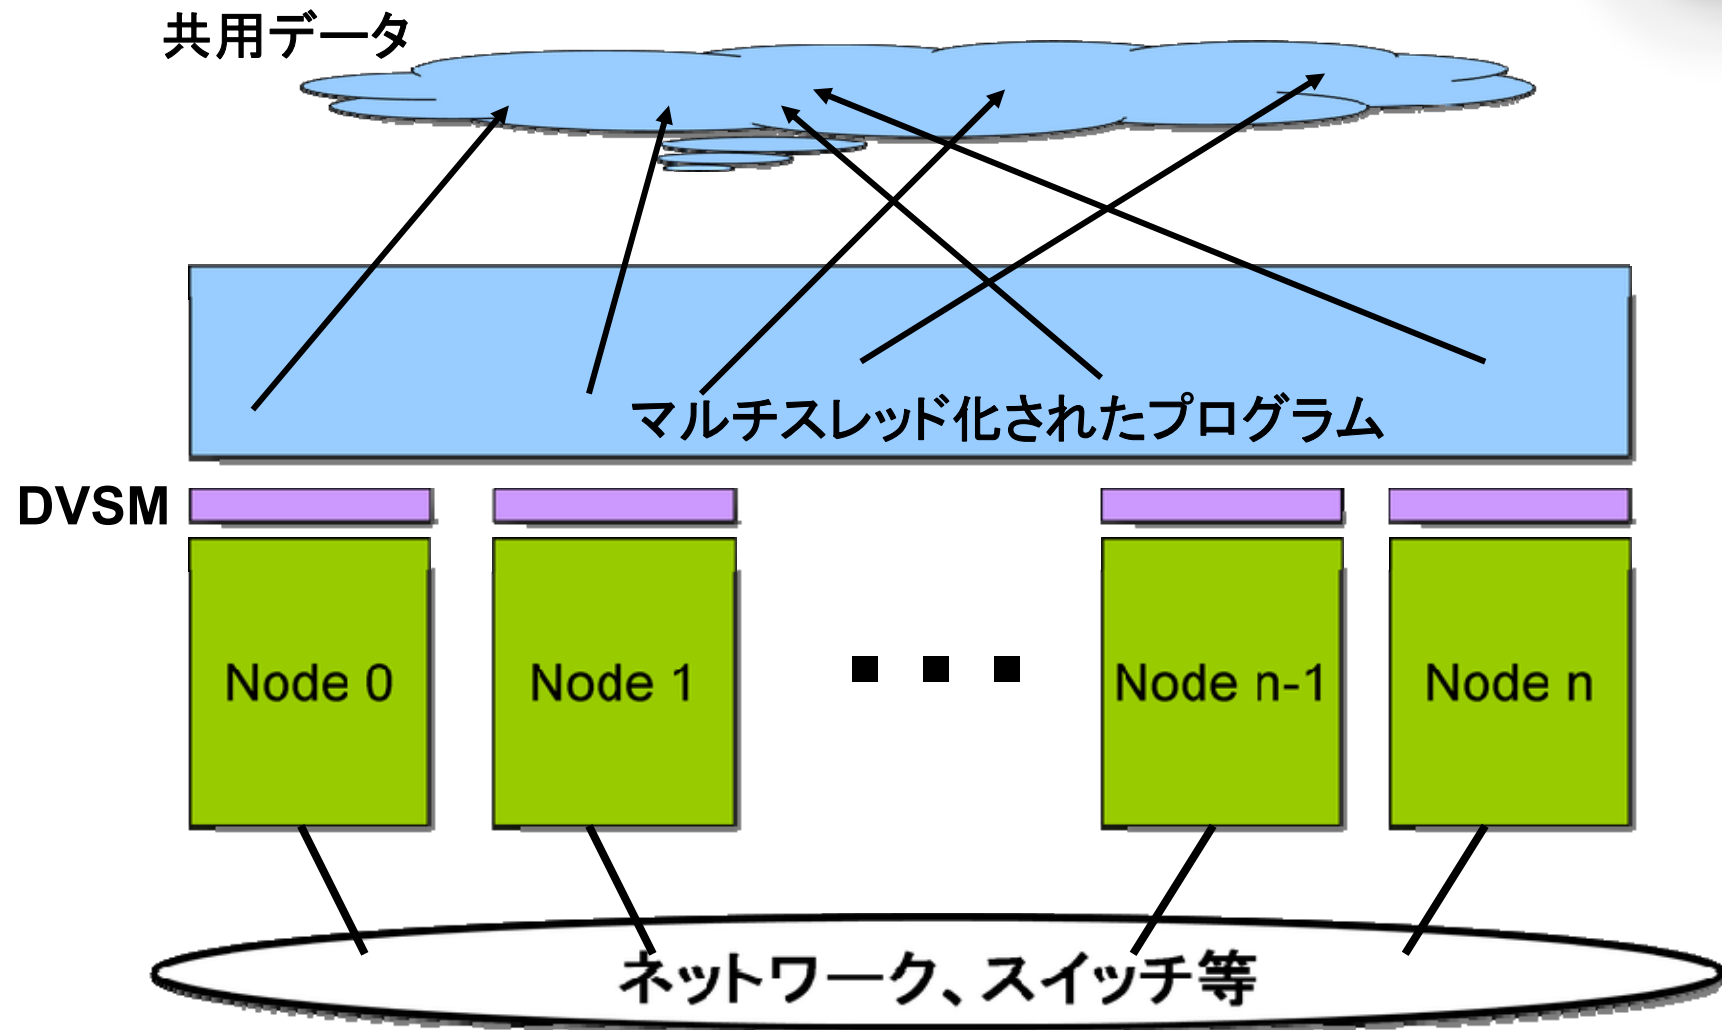 共用データ
マルチスレッド化されたプログラム
DVSM
Node 0
Node 1
Node n-1
Node n
ネットワーク、スイッチ等